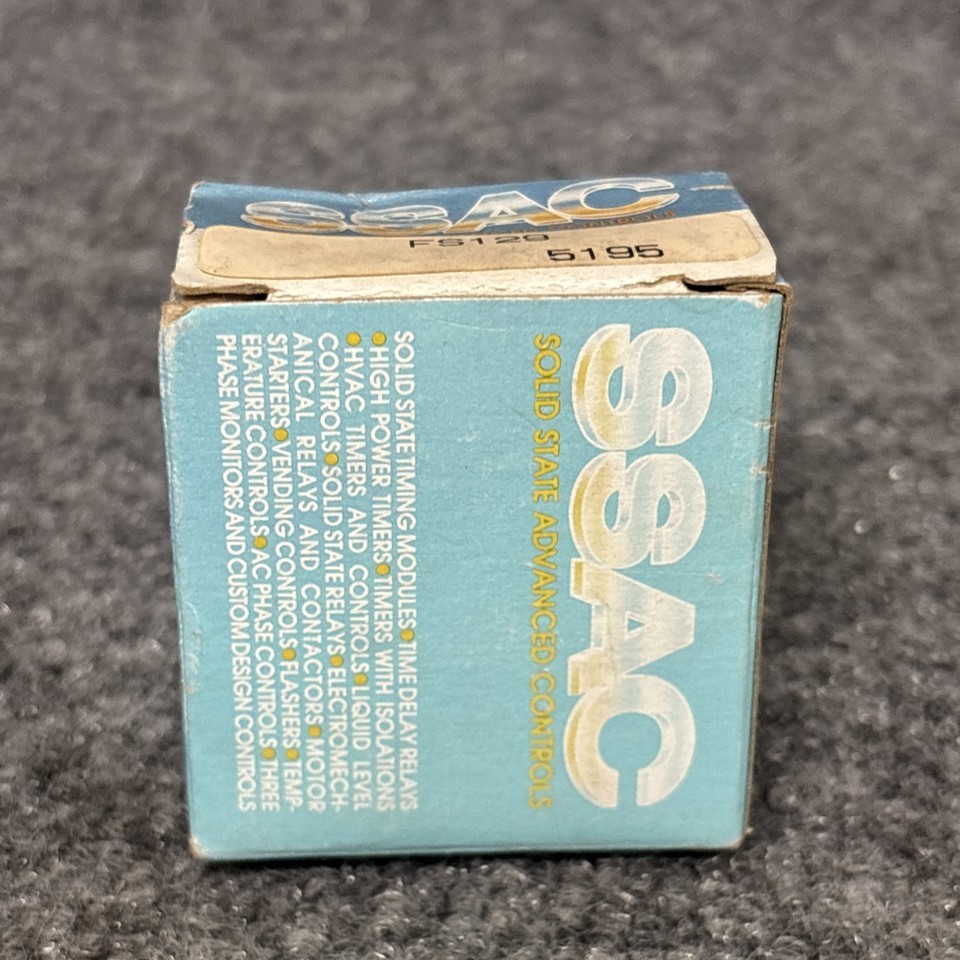 SSAC
CONTROLS
FS129
5195
SSAC
SOLID STATE ADVANCED CONTROLS
SOLID STATE TIMING MODULES•TIME DELAY RELAYS
•HIGH POWER TIMERS•TIMERS WITH ISOLATIONS
•HVAC TIMERS AND CONTROLS•LIQUID LEVEL
CONTROLS•SOLID STATE RELAYS•ELECTROMECH-
ANICAL RELAYS AND CONTACTORS•MOTOR
STARTERS•VENDING CONTROLS•FLASHERS•TEMP-
ERATURE CONTROLS•AC PHASE CONTROLS•THREE
PHASE MONITORS AND CUSTOM DESIGN CONTROLS